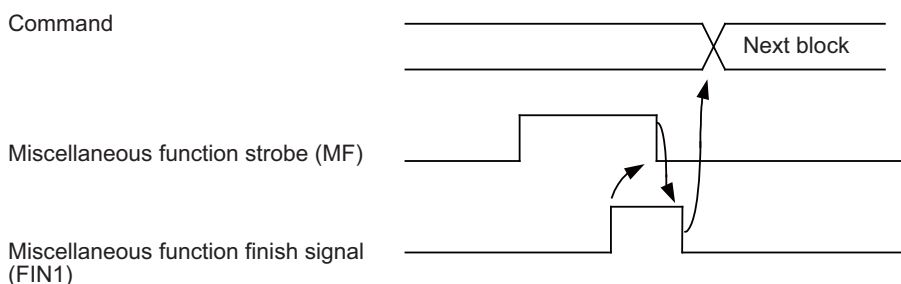 Command
Next block
Miscellaneous function strobe (MF)
Miscellaneous function finish signal
(FIN1)